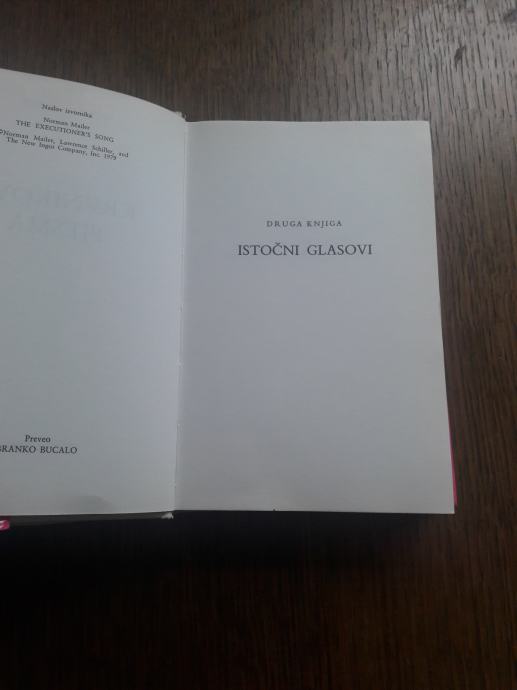 Naslov izvornika
Norman Mailer
THE EXECUTIONER'S SONG
©Norman Mailer, Lawrence Schiller, and
The New Ingot Company, Inc. 1979
Preveo
BRANKO BUCALO
DRUGA KNJIGA
ISTOČNI GLASOVI